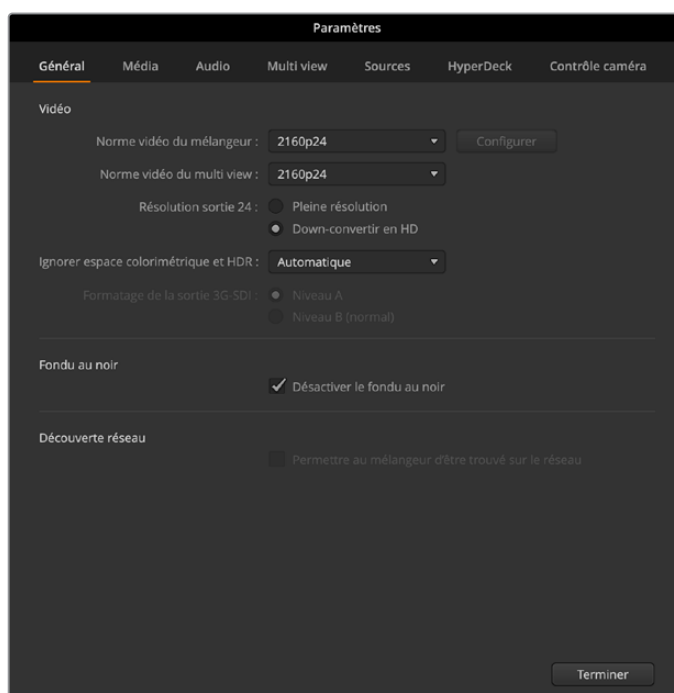 Paramètres
Général Média Audio Multi view Sources HyperDeck Contrôle caméra
Vidéo
Norme vidéo du mélangeur : 2160p24 Configurer
Norme vidéo du multi view : 2160p24
Résolution sortie 24 : Pleine résolution
Down-convertir en HD
Ignorer espace colorimétrique et HDR : Automatique
Formatage de la sortie 3G-SDI : Niveau A
Niveau B (normal)
Fondu au noir
Désactiver le fondu au noir
Découverte réseau
Permettre au mélangeur d'être trouvé sur le réseau
Terminer